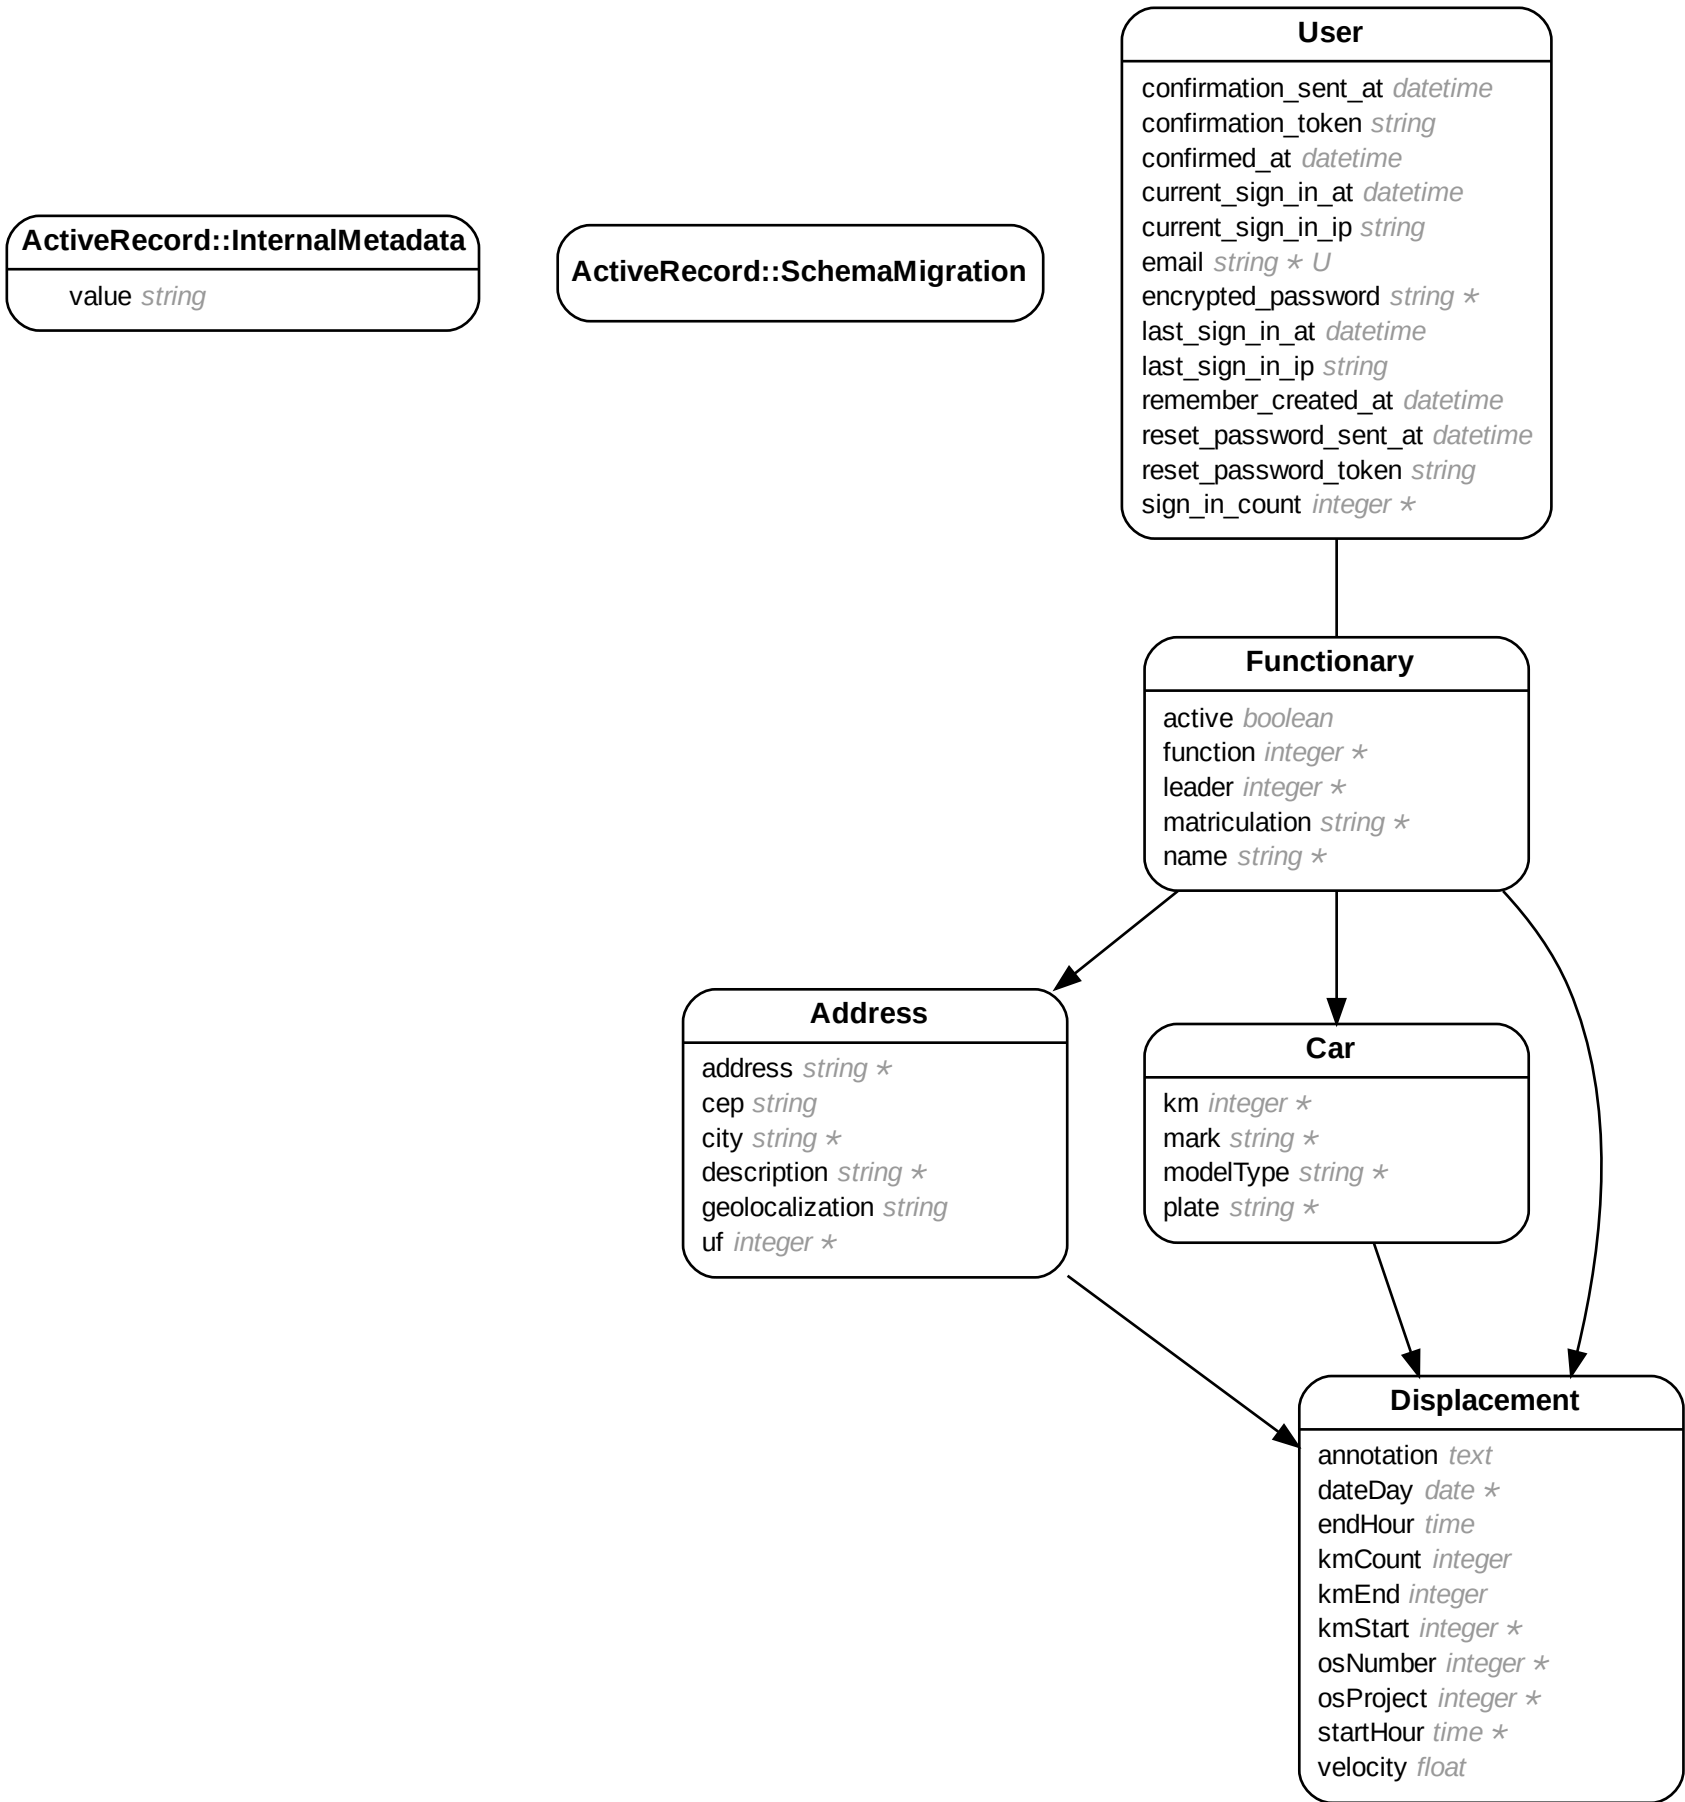 User
confirmation_sent_at datetime
confirmation_token string
confirmed_at datetime
current_sign_in_at datetime
current_sign_in_ip string
email string ∗ U
encrypted_password string ∗
last_sign_in_at datetime
last_sign_in_ip string
remember_created_at datetime
reset_password_sent_at datetime
reset_password_token string
sign_in_count integer ∗
ActiveRecord::InternalMetadata
value string
ActiveRecord::SchemaMigration
Functionary
active boolean
function integer ∗
leader integer ∗
matriculation string ∗
name string ∗
Address
address string ∗
cep string
city string ∗
description string ∗
geolocalization string
uf integer ∗
Car
km integer ∗
mark string ∗
modelType string ∗
plate string ∗
Displacement
annotation text
dateDay date ∗
endHour time
kmCount integer
kmEnd integer
kmStart integer ∗
osNumber integer ∗
osProject integer ∗
startHour time ∗
velocity float